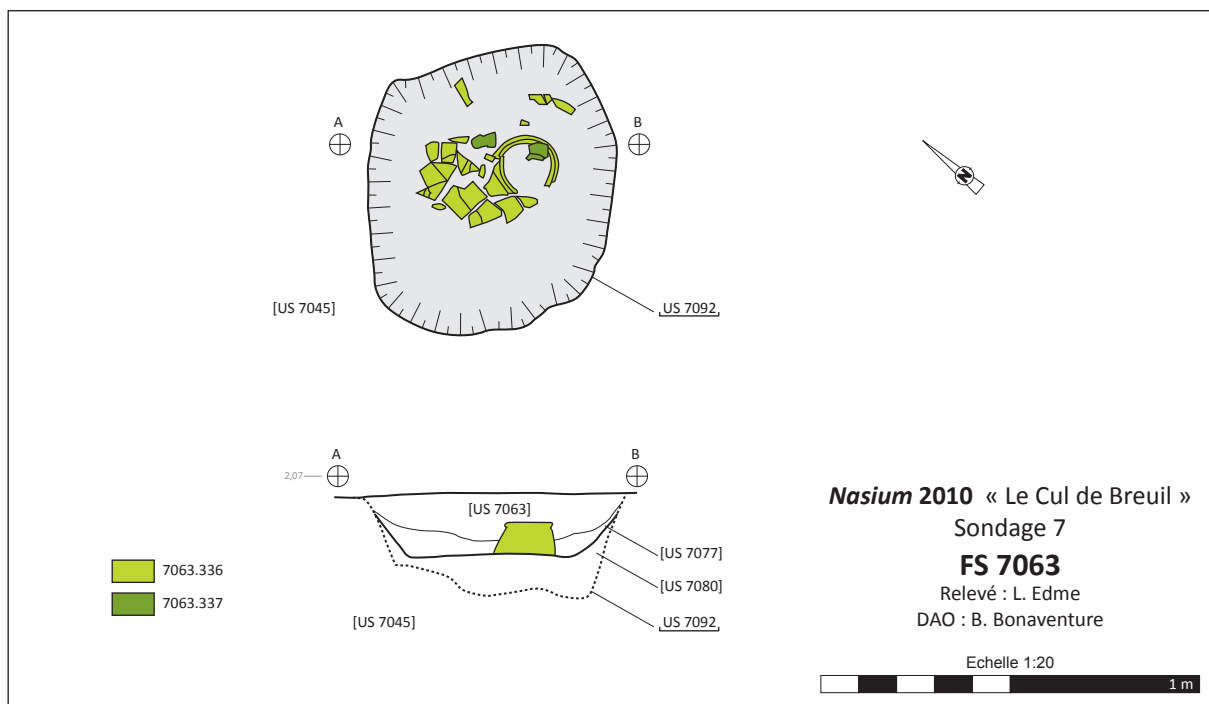 A
B
N
[US 7045]
US 7092
A
B
2,07
[US 7063]
[US 7077]
[US 7080]
US 7092
[US 7045]
7063.336
7063.337
Nasium 2010 « Le Cul de Breuil »
Sondage 7
FS 7063
Relevé : L. Edme
DAO : B. Bonaventure
Echelle 1:20
1 m